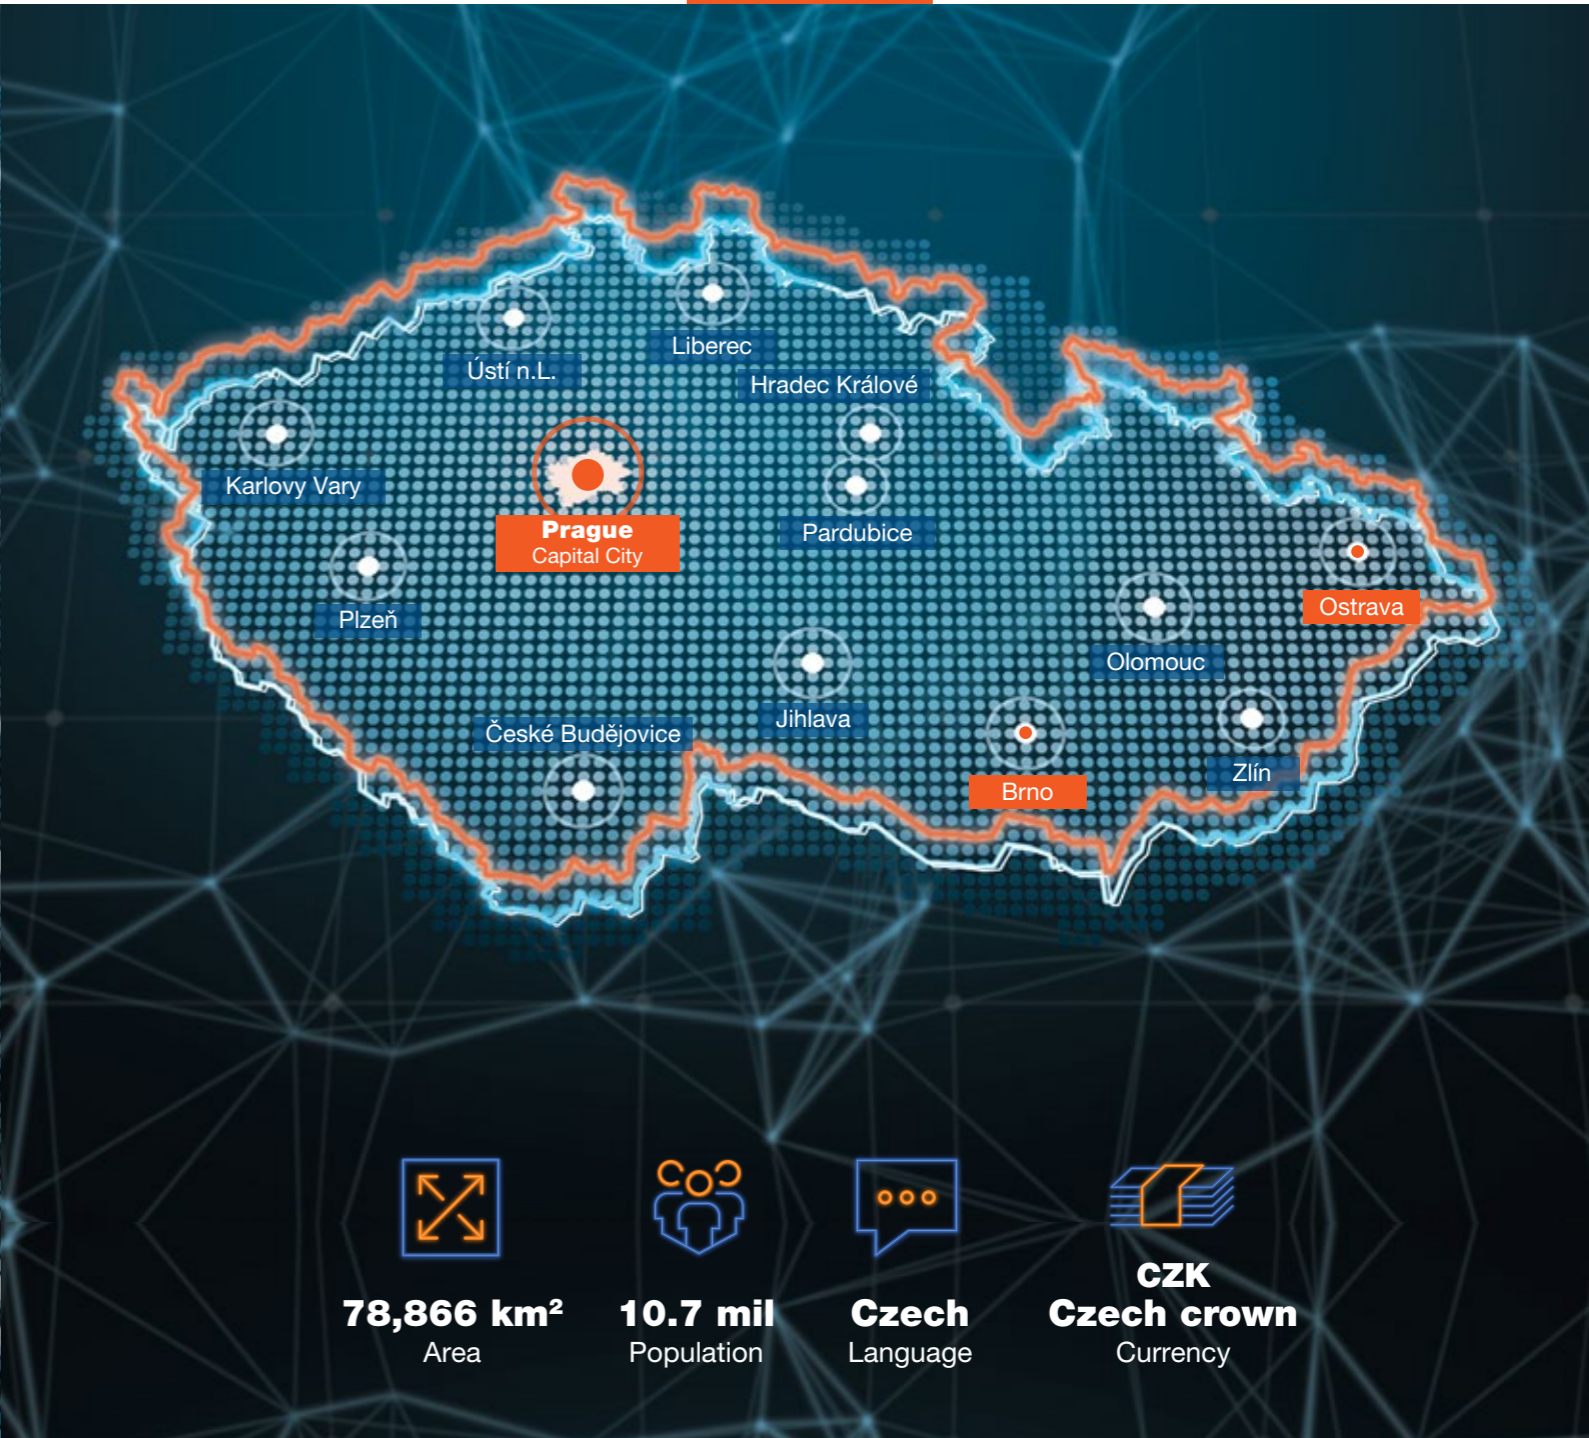 Liberec
Ústí n.L.
Hradec Králové
Karlovy Vary
Prague
Capital City
Pardubice
Plzeň
Ostrava
Olomouc
Jihlava
České Budějovice
Zlín
Brno
78,866 km²
Area
10.7 mil
Population
Czech
Language
CZK
Czech crown
Currency